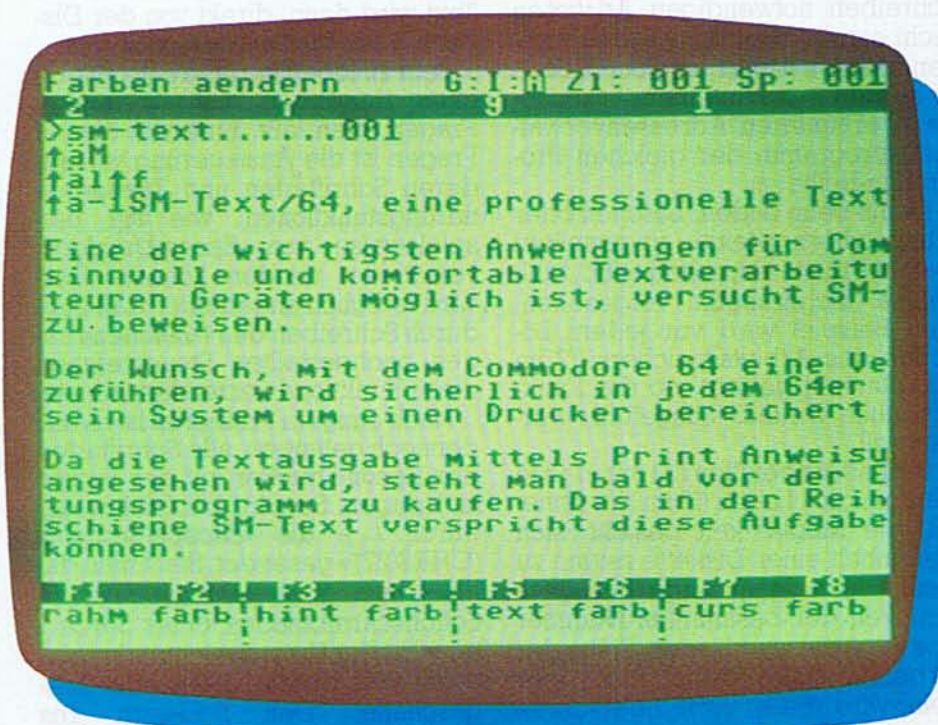 Farben aendern G:I:A Zl: 001 Sp: 001
2 7 9 1
>sm-text......001
↑äM
↑äl↑f
↑ä-1SM-Text/64, eine professionelle Text
Eine der wichtigsten Anwendungen für Com
sinnvolle und komfortable Textverarbeitu
teuren Geräten möglich ist, versucht SM-
zu beweisen.
Der Wunsch, mit dem Commodore 64 eine Ve
zuführen, wird sicherlich in jedem 64er
sein System um einen Drucker bereichert
Da die Textausgabe mittels Print Anweisu
angesehen wird, steht man bald vor der E
tungsprogramm zu kaufen. Das in der Reih
schiene SM-Text verspricht diese Aufgabe
können.
F1 F2 ! F3 F4 ! F5 F6 ! F7 F8
rahm farb!hint farb!text farb!curs farb